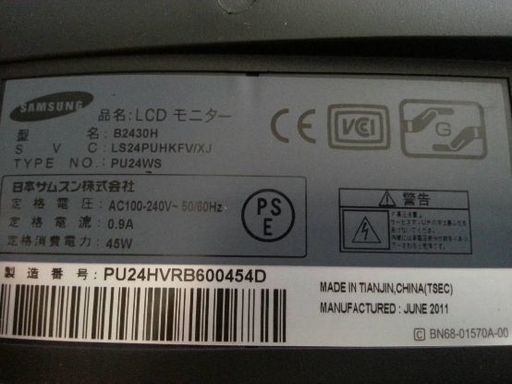 SAMSUNG
品名: LCD モニター
型 名: B2430H
S V C: LS24PUHKFV/XJ
TYPE NO.: PU24WS
CE
VCCI
G
日本サムスン株式会社
定格電圧: AC100-240V~ 50/60Hz
定格電流: 0.9A
定格消費電力: 45W
PS
E
警告
製造番号: PU24HVRB600454D
MADE IN TIANJIN,CHINA(TSEC)
MANUFACTURED: JUNE 2011
C BN68-01570A-00